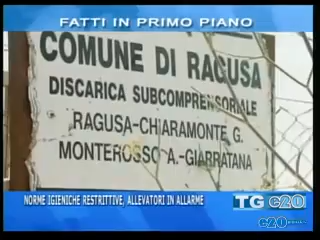 FATTI IN PRIMO PIANO
COMUNE DI RAGUSA
DISCARICA SUBCOMPRENSORIALE
RAGUSA-CHIARAMONTE G.
MONTEROSSO A.-GIARRATANA
NORME IGIENICHE RESTRITTIVE, ALLEVATORI IN ALLARME
TG e20
e20